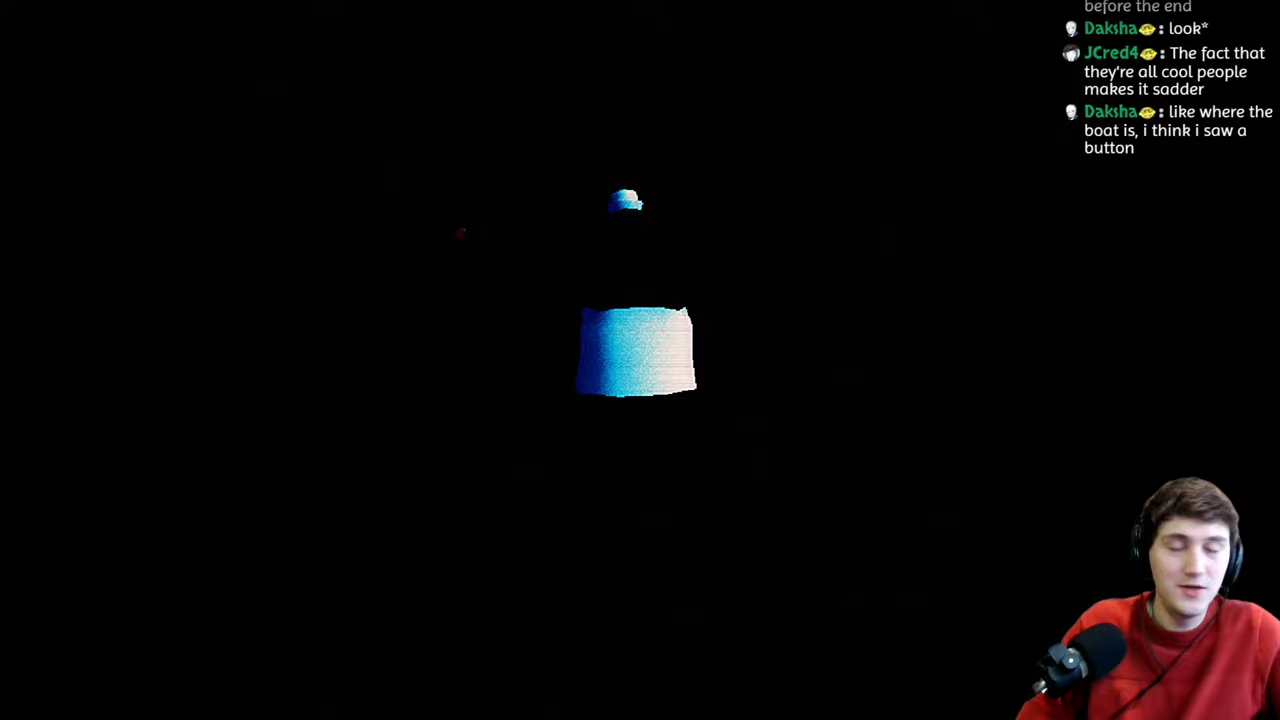 before the end
Daksha: look*
JCred4: The fact that
they're all cool people
makes it sadder
Daksha: like where the
boat is, i think i saw a
button